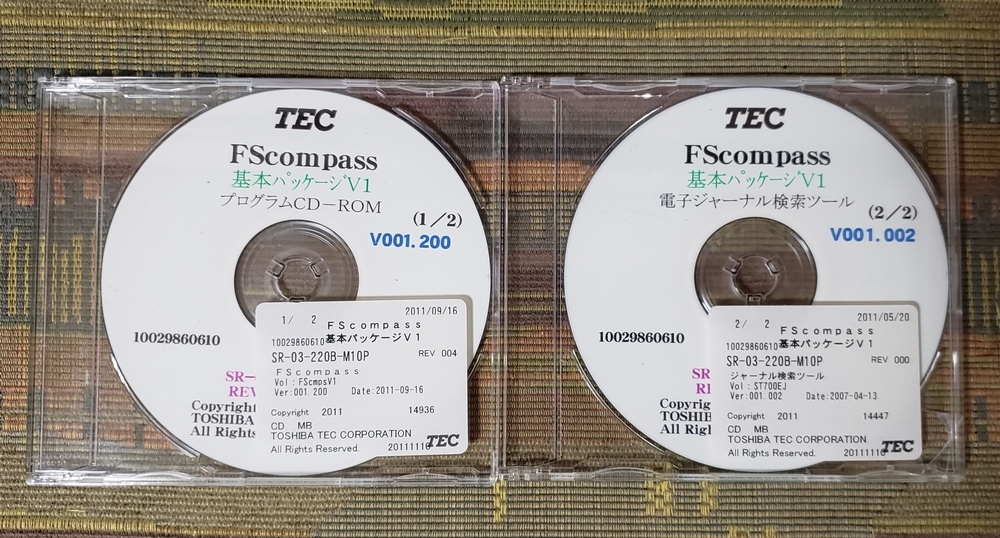 TEC
FScompass
基本パッケージV1
プログラムCD-ROM
(1/2)
V001.200
10029860610
SR-
REV
Copyright
TOSHIBA
All Rights
1/ 2
2011/09/16
FScompass
10029860610 基本パッケージV1
SR-03-220B-M10P
REV 004
FScompass
Vol:FScmpsV1
Ver:001.200 Date:2011-09-16
Copyright 2011 14936
CD MB
TOSHIBA TEC CORPORATION
All Rights Reserved. 20111110
TEC
TEC
FScompass
基本パッケージV1
電子ジャーナル検索ツール
(2/2)
V001.002
10029860610
SR
Copyrig
TOSHIB
All Rig
2/ 2
2011/05/20
FScompass
10029860610 基本パッケージV1
SR-03-220B-M10P
REV 000
ジャーナル検索ツール
Vol:ST700EJ
Ver:001.002 Date:2007-04-13
Copyright 2011 14447
CD MB
TOSHIBA TEC CORPORATION
All Rights Reserved. 20111110
TEC